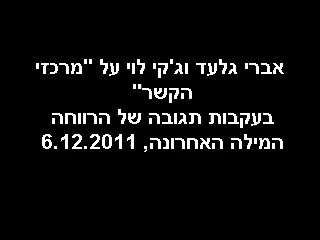 אברי גלעד וג'קי לוי על "מרכזי
הקשר"
בעקבות תגובה של הרווחה
המילה האחרונה, 6.12.2011